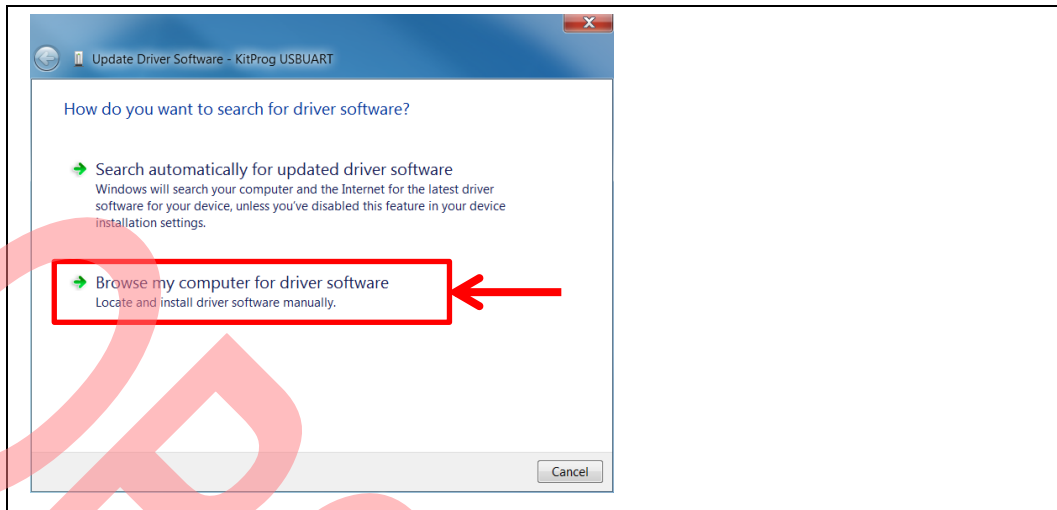 Update Driver Software - KitProg USBUART
How do you want to search for driver software?
Search automatically for updated driver software
Windows will search your computer and the Internet for the latest driver
software for your device, unless you've disabled this feature in your device
installation settings.
Browse my computer for driver software
Locate and install driver software manually.
Cancel